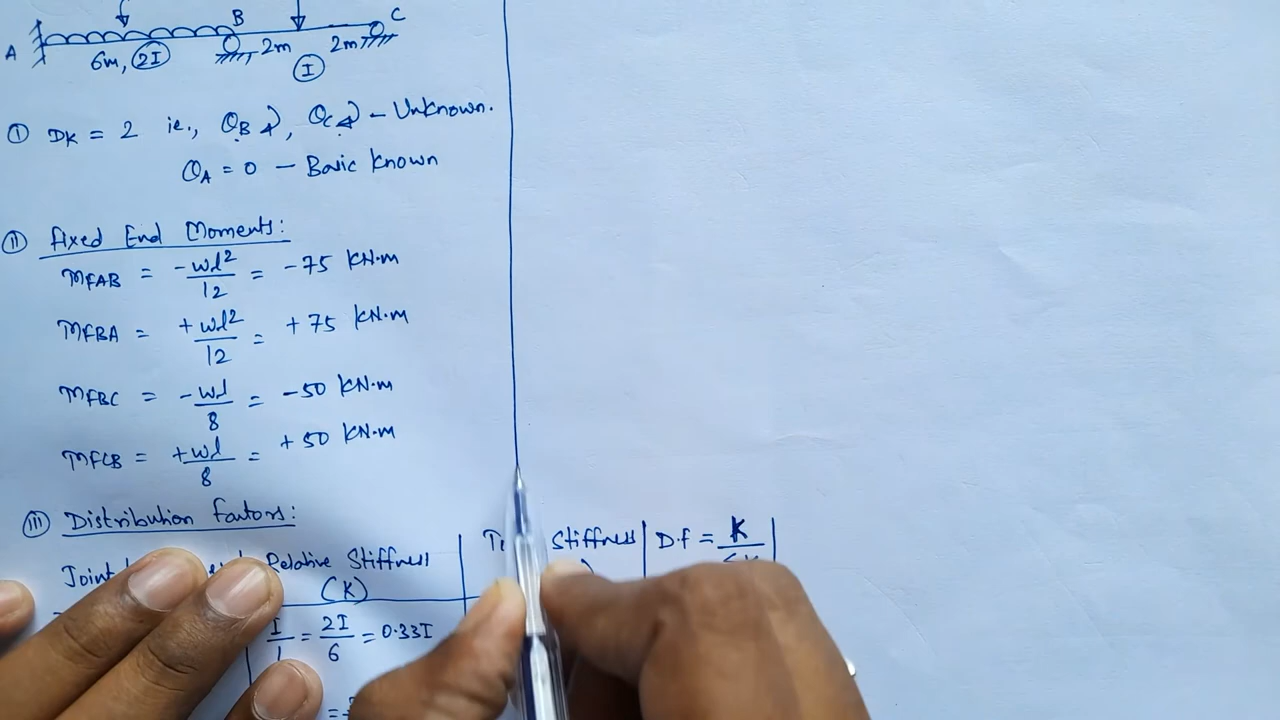 A B C
6m, 2I 2m 2m
I
① DK = 2 ie., θB, θC - Unknown.
θA = 0 - Basic Known
② Fixed End Moments:
MFAB = -wl²/12 = -75 KN.m
MFBA = +wl²/12 = +75 KN.m
MFBC = -wl/8 = -50 KN.m
MFCB = +wl/8 = +50 KN.m
③ Distribution Factors:
Joint Relative Stiffness (K) Stiffness D.F = K
I/l = 2I/6 = 0.33I